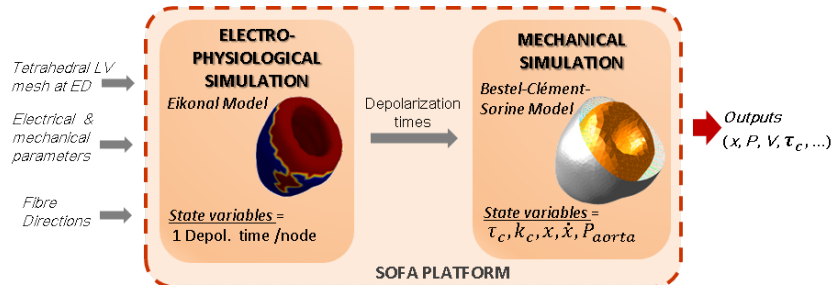 Tetrahedral LV
mesh at ED
Electrical &
mechanical
parameters
Fibre
Directions
ELECTRO-
PHYSIOLOGICAL
SIMULATION
Eikonal Model
State variables =
1 Depol. time /node
Depolarization
times
MECHANICAL
SIMULATION
Bestel-Clément-
Sorine Model
State variables =
τc, kc, x, ẋ, Paorta
Outputs
(x, P, V, τc, ...)
SOFA PLATFORM